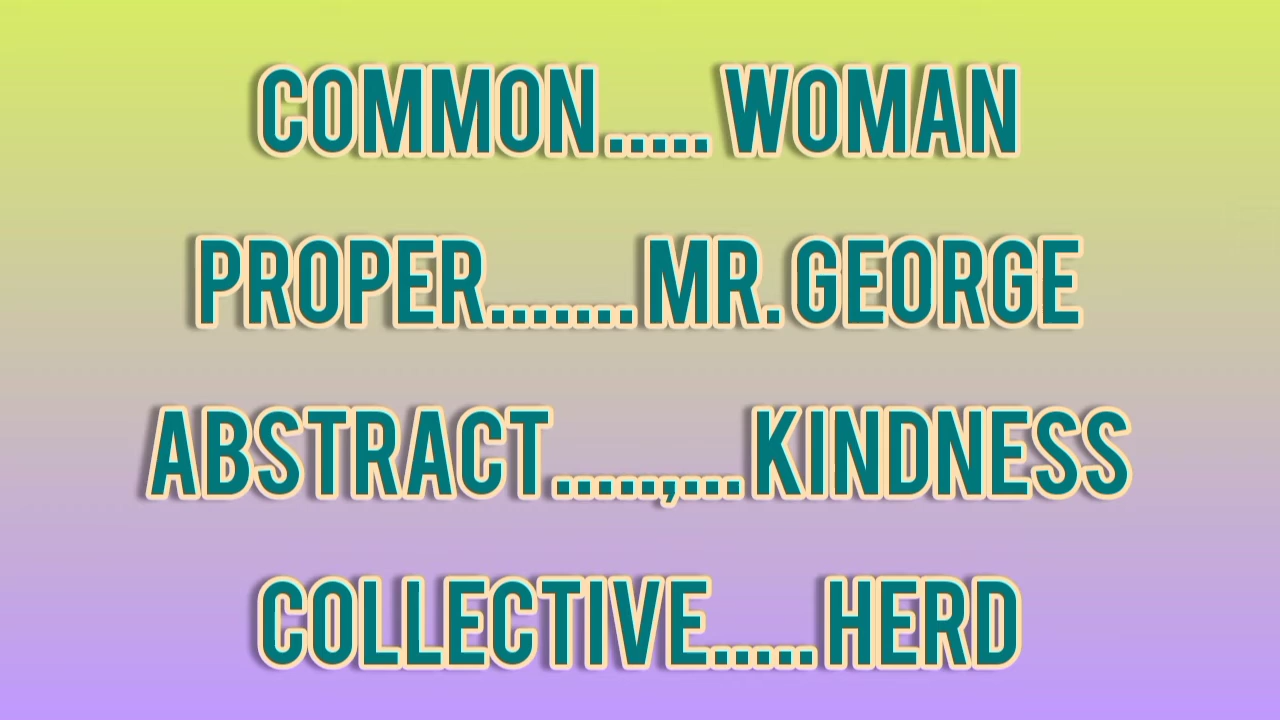 COMMON..... WOMAN
PROPER.......MR. GEORGE
ABSTRACT.....,...KINDNESS
COLLECTIVE.....HERD